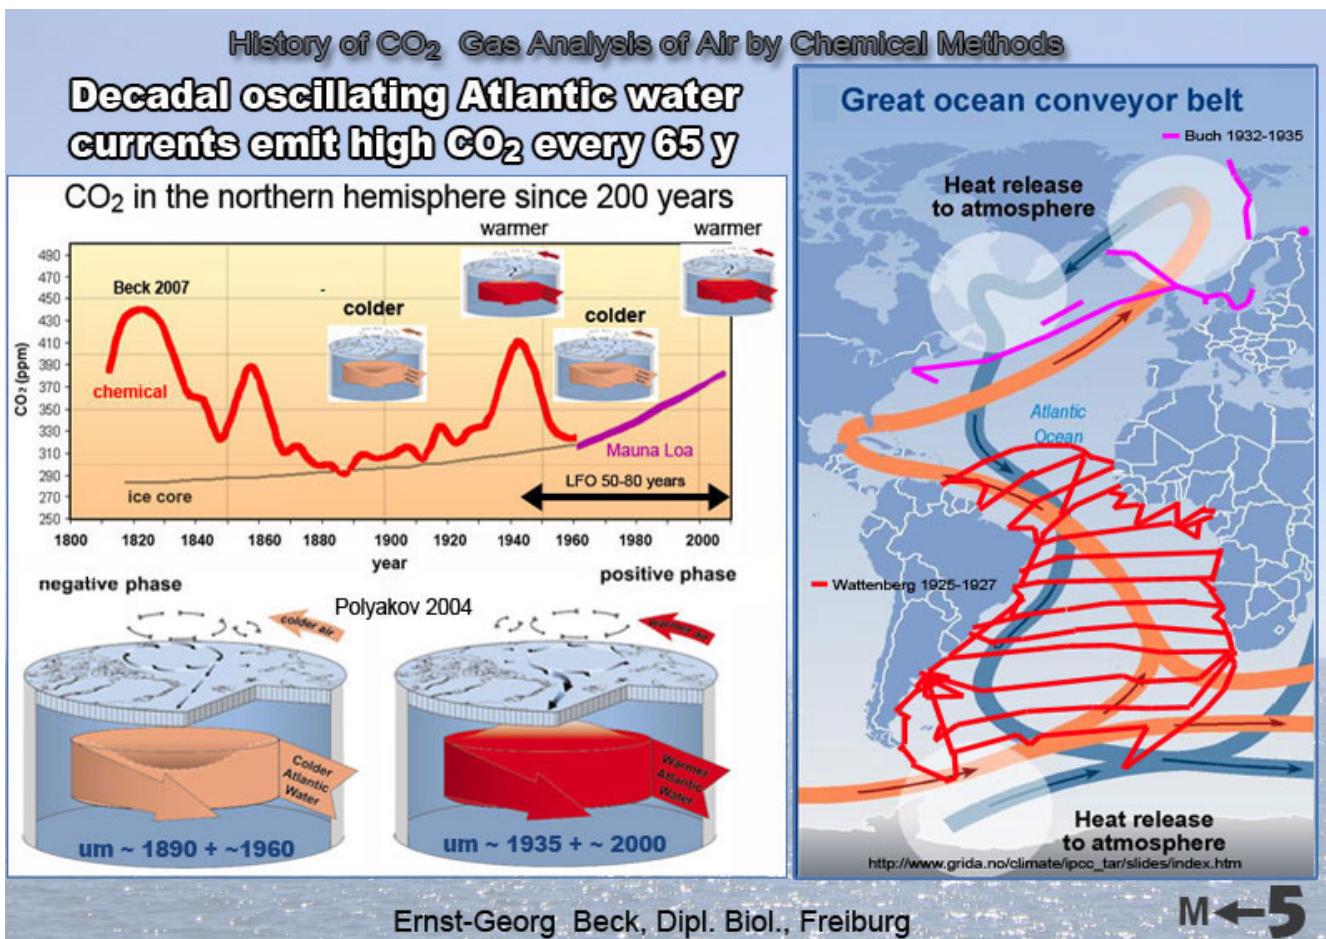 History of CO2 Gas Analysis of Air by Chemical Methods
Decadal oscillating Atlantic water
currents emit high CO2 every 65 y
CO2 in the northern hemisphere since 200 years
warmer
warmer
490
470
450
430
410
390
370
350
330
310
290
270
250
CO2 (ppm)
Beck 2007
-
colder
colder
chemical
Mauna Loa
ice core
LFO 50-80 years
1800 1820 1840 1860 1880 1900 1920 1940 1960 1980 2000
year
negative phase
positive phase
Polyakov 2004
colder air
warmer air
Colder
Atlantic
Water
Warmer
Atlantic
Water
um ~ 1890 + ~1960
um ~ 1935 + ~ 2000
Great ocean conveyor belt
Buch 1932-1935
Heat release
to atmosphere
Atlantic
Ocean
Wattenberg 1925-1927
Heat release
to atmosphere
http://www.grida.no/climate/ipcc_tar/slides/index.htm
Ernst-Georg Beck, Dipl. Biol., Freiburg
M←5